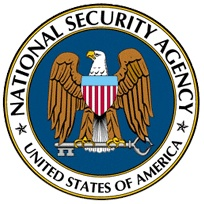 NATIONAL SECURITY AGENCY
UNITED STATES OF AMERICA